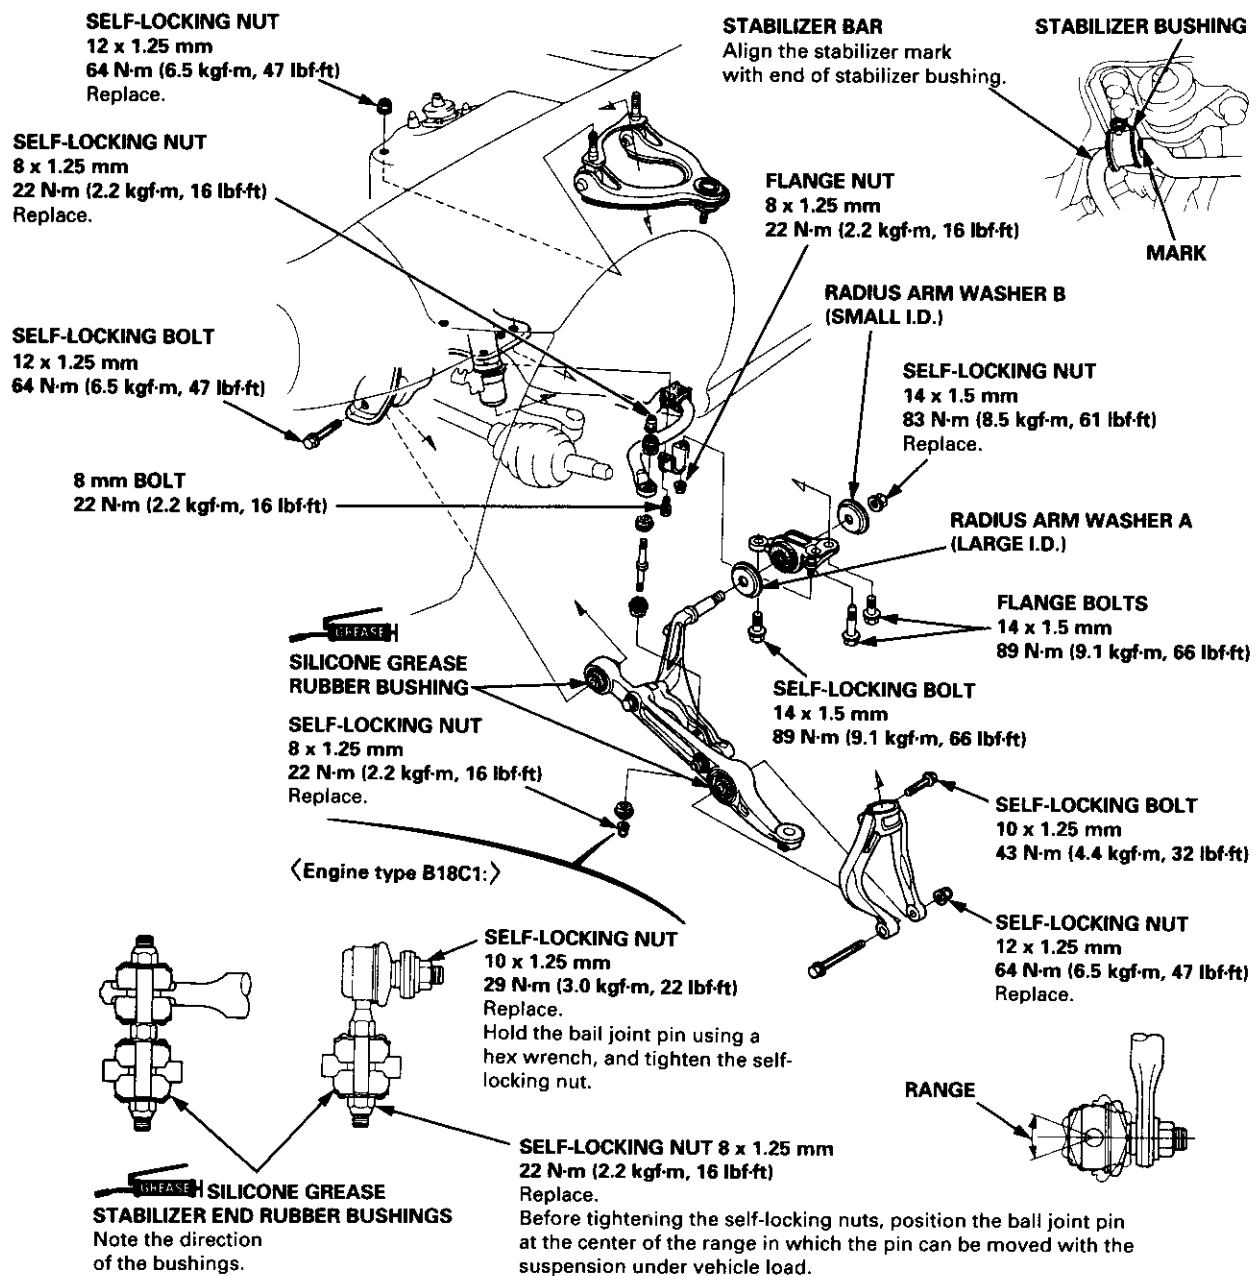 SELF-LOCKING NUT
12 x 1.25 mm
64 N·m (6.5 kgf·m, 47 lbf·ft)
Replace.
STABILIZER BAR
Align the stabilizer mark
with end of stabilizer bushing.
STABILIZER BUSHING
MARK
SELF-LOCKING NUT
8 x 1.25 mm
22 N·m (2.2 kgf·m, 16 lbf·ft)
Replace.
FLANGE NUT
8 x 1.25 mm
22 N·m (2.2 kgf·m, 16 lbf·ft)
RADIUS ARM WASHER B
(SMALL I.D.)
SELF-LOCKING BOLT
12 x 1.25 mm
64 N·m (6.5 kgf·m, 47 lbf·ft)
SELF-LOCKING NUT
14 x 1.5 mm
83 N·m (8.5 kgf·m, 61 lbf·ft)
Replace.
8 mm BOLT
22 N·m (2.2 kgf·m, 16 lbf·ft)
RADIUS ARM WASHER A
(LARGE I.D.)
FLANGE BOLTS
14 x 1.5 mm
89 N·m (9.1 kgf·m, 66 lbf·ft)
GREASE
SILICONE GREASE
RUBBER BUSHING
SELF-LOCKING BOLT
14 x 1.5 mm
89 N·m (9.1 kgf·m, 66 lbf·ft)
SELF-LOCKING NUT
8 x 1.25 mm
22 N·m (2.2 kgf·m, 16 lbf·ft)
Replace.
SELF-LOCKING BOLT
10 x 1.25 mm
43 N·m (4.4 kgf·m, 32 lbf·ft)
〈Engine type B18C1:〉
SELF-LOCKING NUT
12 x 1.25 mm
64 N·m (6.5 kgf·m, 47 lbf·ft)
Replace.
SELF-LOCKING NUT
10 x 1.25 mm
29 N·m (3.0 kgf·m, 22 lbf·ft)
Replace.
Hold the bail joint pin using a
hex wrench, and tighten the self-
locking nut.
RANGE
SELF-LOCKING NUT 8 x 1.25 mm
22 N·m (2.2 kgf·m, 16 lbf·ft)
Replace.
Before tightening the self-locking nuts, position the ball joint pin
at the center of the range in which the pin can be moved with the
suspension under vehicle load.
GREASE SILICONE GREASE
STABILIZER END RUBBER BUSHINGS
Note the direction
of the bushings.